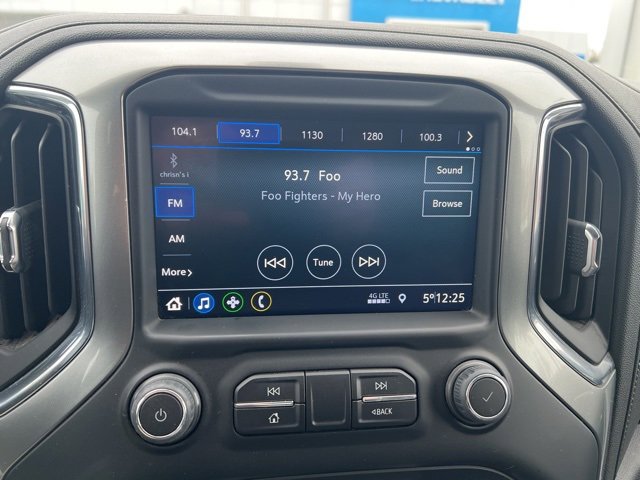 104.1 93.7 1130 1280 100.3
chrisn's i
93.7 Foo
Sound
Foo Fighters - My Hero
FM
Browse
AM
Tune
More
4G LTE
5° 12:25
BACK